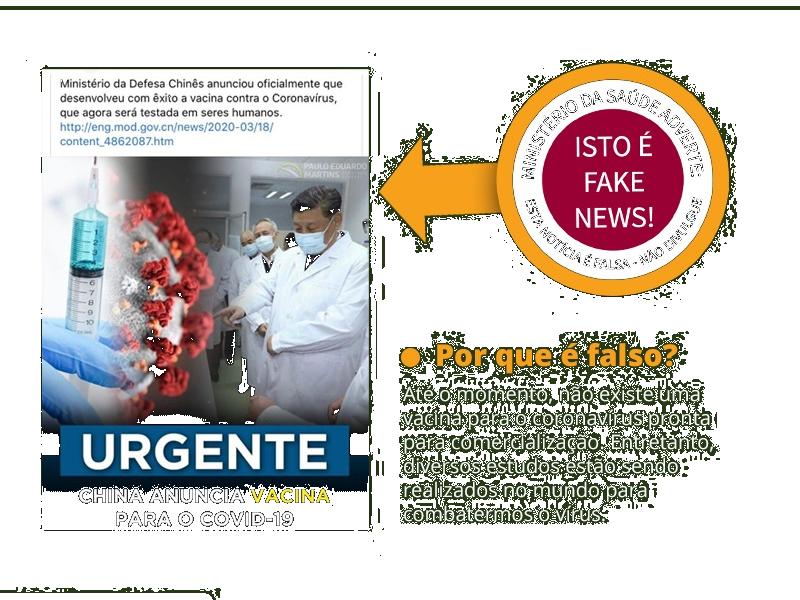 Ministério da Defesa Chinês anunciou oficialmente que
desenvolveu com êxito a vacina contra o Coronavírus,
que agora será testada em seres humanos.
http://eng.mod.gov.cn/news/2020-03/18/
content_4862087.htm
PAULO EDUARDO
MARTINS
URGENTE
CHINA ANUNCIA VACINA
PARA O COVID-19
MINISTÉRIO DA SAÚDE ADVERTE:
ISTO É
FAKE
NEWS!
ESTA NOTÍCIA É FALSA - NÃO DIVULGUE
Por que é falso?
Até o momento, não existe uma
vacina para o coronavírus pronta
para comercialização. Entretanto,
diversos estudos estão sendo
realizados no mundo para
combatermos o vírus.